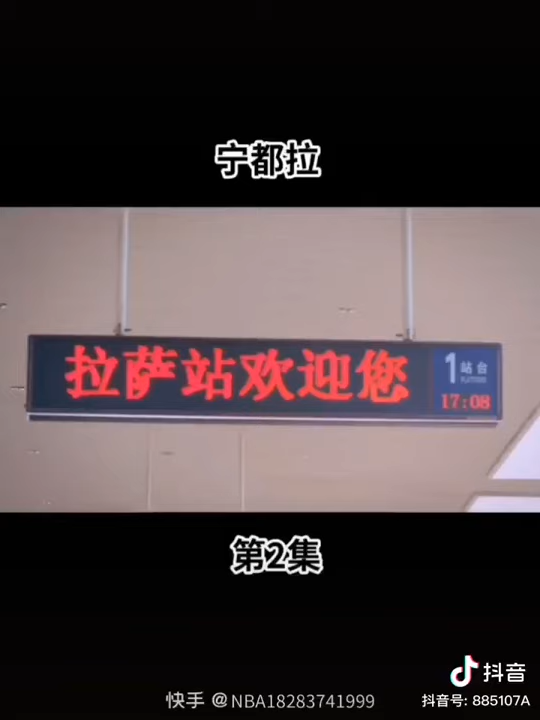 宁都拉
拉萨站欢迎您
1站台
17:08
第2集
抖音
快手 @NBA18283741999
抖音号: 885107A